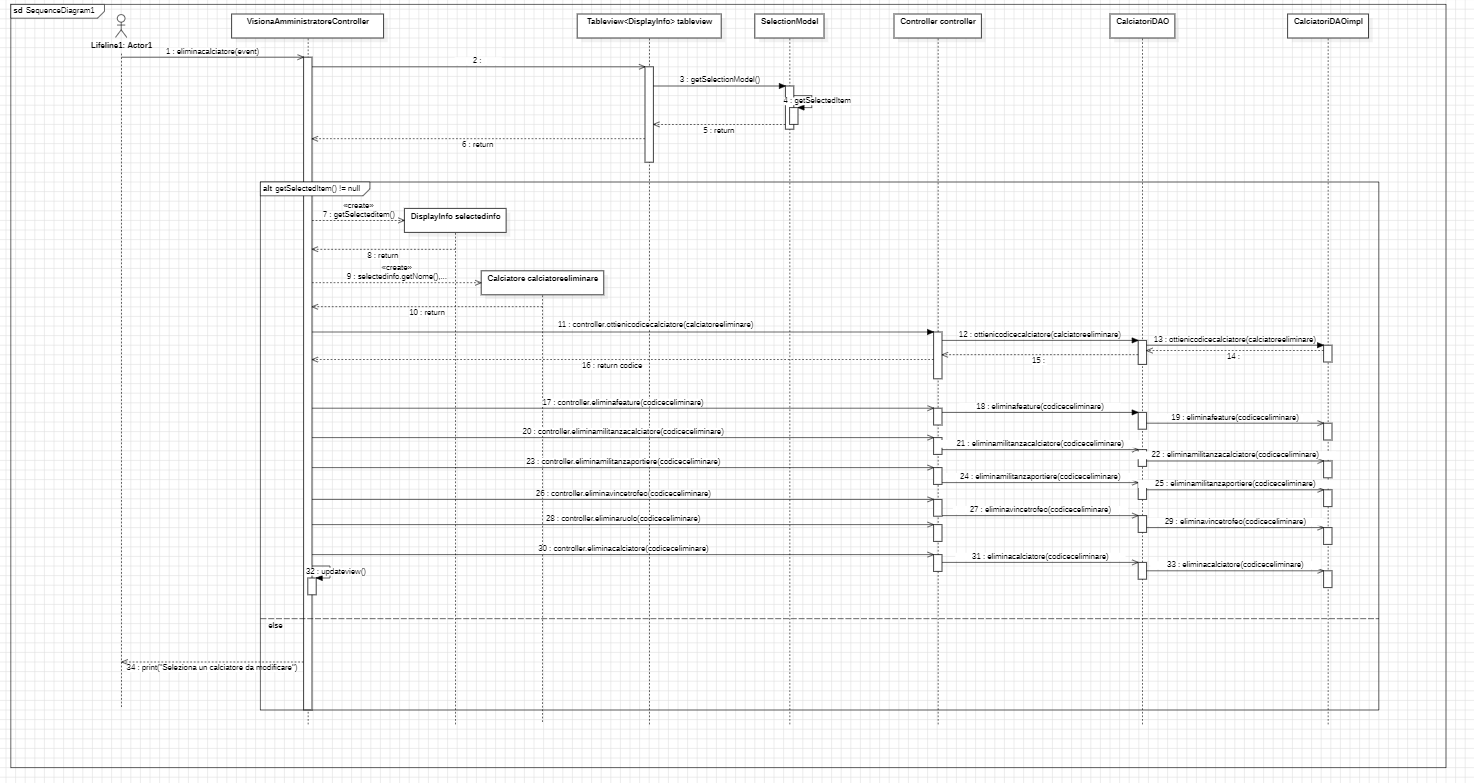 sd SequenceDiagram1
Lifeline1: Actor1
VisionaAmministratoreController
Tableview<DisplayInfo> tableview
SelectionModel
Controller controller
CalciatoriDAO
CalciatoriDAOimpl
1 : eliminacalciatore(event)
2 :
3 : getSelectionModel()
4 : getSelectedItem
5 : return
6 : return
alt getSelectedItem() != null
«create»
7 : getSelecteditem()
DisplayInfo selectedinfo
8 : return
«create»
9 : selectedinfo.getNome(),...
Calciatore calciatoreeliminare
10 : return
11 : controller.ottienicodicecalciatore(calciatoreeliminare)
12 : ottienicodicecalciatore(calciatoreeliminare)
13 : ottienicodicecalciatore(calciatoreeliminare)
14 :
15 :
16 : return codice
17 : controller.eliminafeature(codiceeliminare)
18 : eliminafeature(codiceeliminare)
19 : eliminafeature(codiceeliminare)
20 : controller.eliminamilitanzacalciatore(codiceeliminare)
21 : eliminamilitanzacalciatore(codiceeliminare)
22 : eliminamilitanzacalciatore(codiceeliminare)
23 : controller.eliminamilitanzaportiere(codiceeliminare)
24 : eliminamilitanzaportiere(codiceeliminare)
25 : eliminamilitanzaportiere(codiceeliminare)
26 : controller.eliminavincetrofeo(codiceeliminare)
27 : eliminavincetrofeo(codiceeliminare)
28 : controller.eliminaruolo(codiceeliminare)
29 : eliminavincetrofeo(codiceeliminare)
30 : controller.eliminacalciatore(codiceeliminare)
31 : eliminacalciatore(codiceeliminare)
32 : updateview()
33 : eliminacalciatore(codiceeliminare)
else
34 : print("Seleziona un calciatore da modificare")